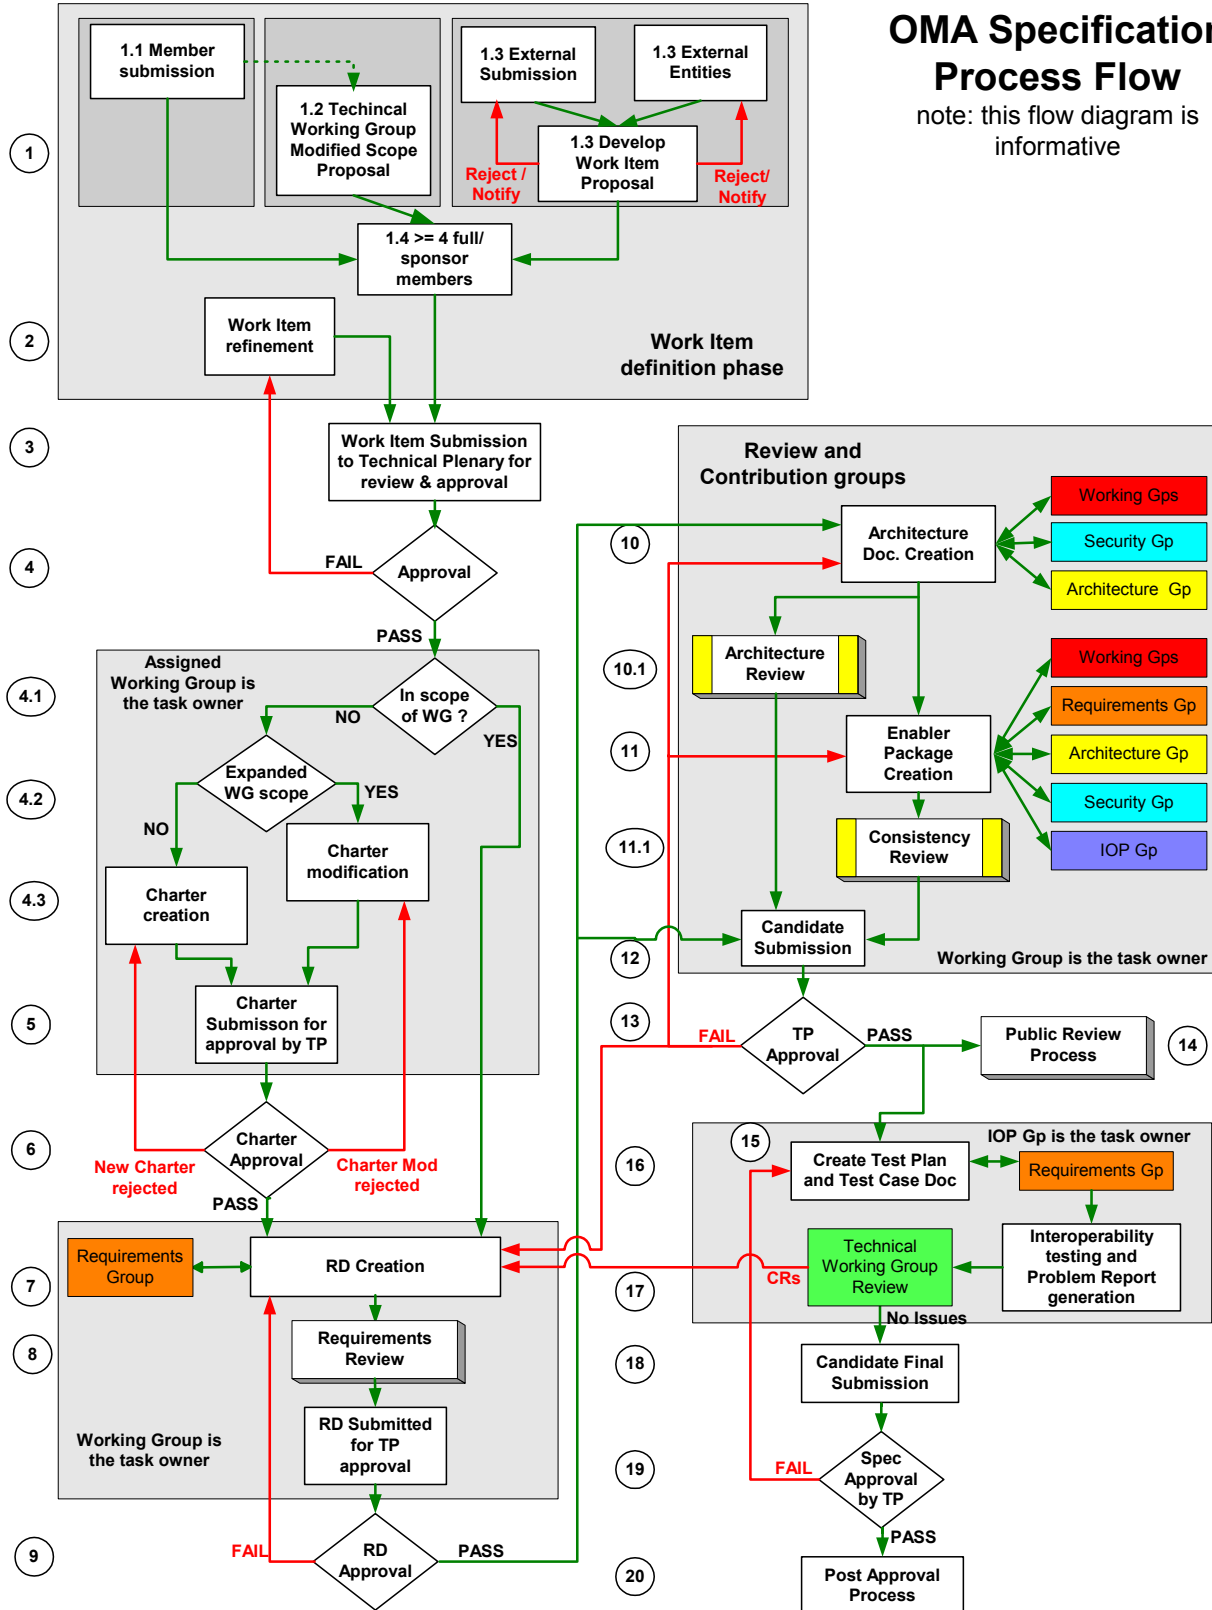 OMA Specification
Process Flow
note: this flow diagram is
informative
1.1 Member
submission
1.2 Techincal
Working Group
Modified Scope
Proposal
1.3 External
Submission
1.3 External
Entities
1.3 Develop
Work Item
Proposal
Reject /
Notify
Reject/
Notify
1
1.4 >= 4 full/
sponsor
members
2
Work Item
refinement
Work Item
definition phase
3
Work Item Submission
to Technical Plenary for
review & approval
4
FAIL
Approval
PASS
Assigned
Working Group is
the task owner
4.1
In scope
of WG ?
NO
YES
4.2
Expanded
WG scope
YES
NO
Charter
modification
4.3
Charter
creation
5
Charter
Submisson for
approval by TP
6
Charter
Approval
New Charter
rejected
Charter Mod
rejected
PASS
Requirements
Group
7
RD Creation
8
Requirements
Review
RD Submitted
for TP
approval
Working Group is
the task owner
9
FAIL
RD
Approval
PASS
Review and
Contribution groups
10
Architecture
Doc. Creation
Working Gps
Security Gp
Architecture Gp
10.1
Architecture
Review
11
Enabler
Package
Creation
Working Gps
Requirements Gp
Architecture Gp
Security Gp
IOP Gp
11.1
Consistency
Review
12
Candidate
Submission
Working Group is the task owner
13
FAIL
TP
Approval
PASS
Public Review
Process
14
15
IOP Gp is the task owner
16
Create Test Plan
and Test Case Doc
Requirements Gp
17
CRs
Technical
Working Group
Review
Interoperability
testing and
Problem Report
generation
No Issues
18
Candidate Final
Submission
19
FAIL
Spec
Approval
by TP
PASS
20
Post Approval
Process